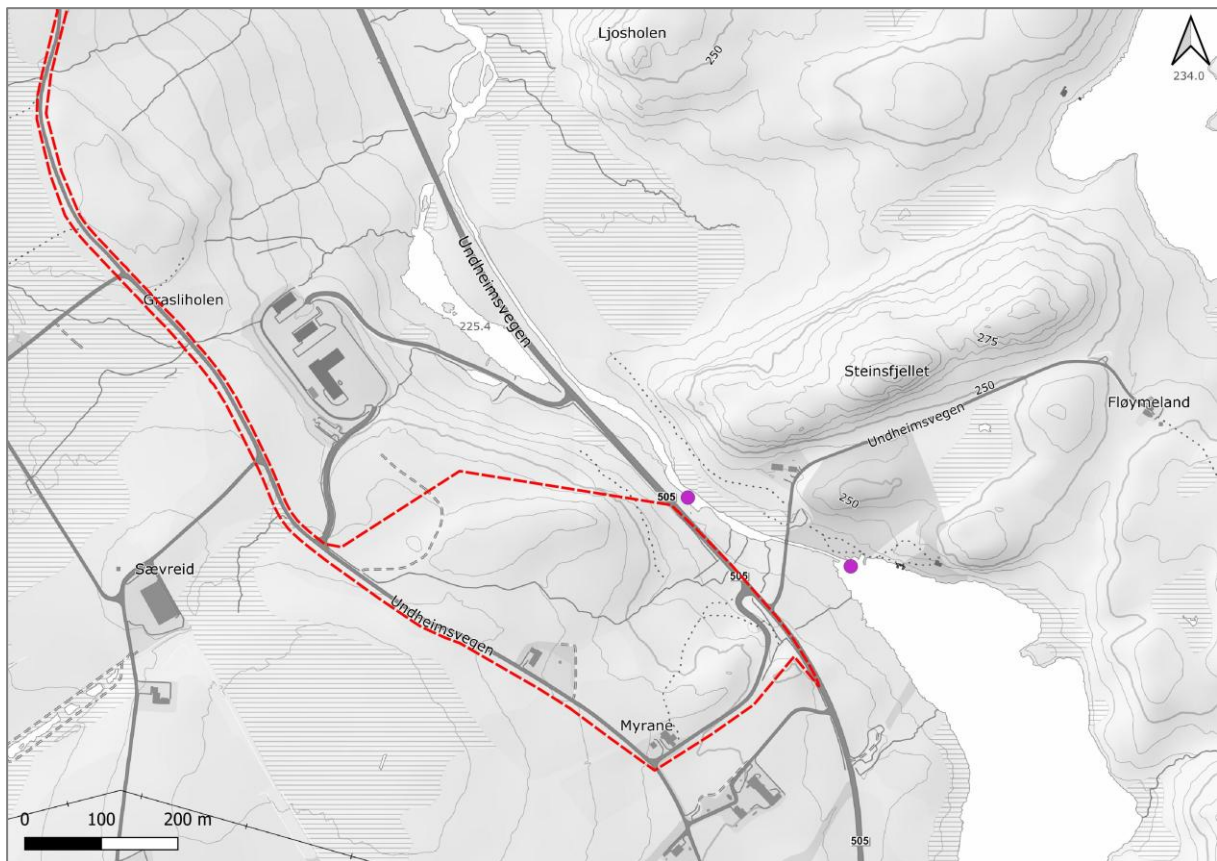 Ljosholen
250
234.0
Undheimsvegen
Grasliholen
225.4
275
Steinsfjellet
250
Fløymeland
Undheimsvegen
505
250
Sævreid
505
Undheimsvegen
Myrane
0 100 200 m
505